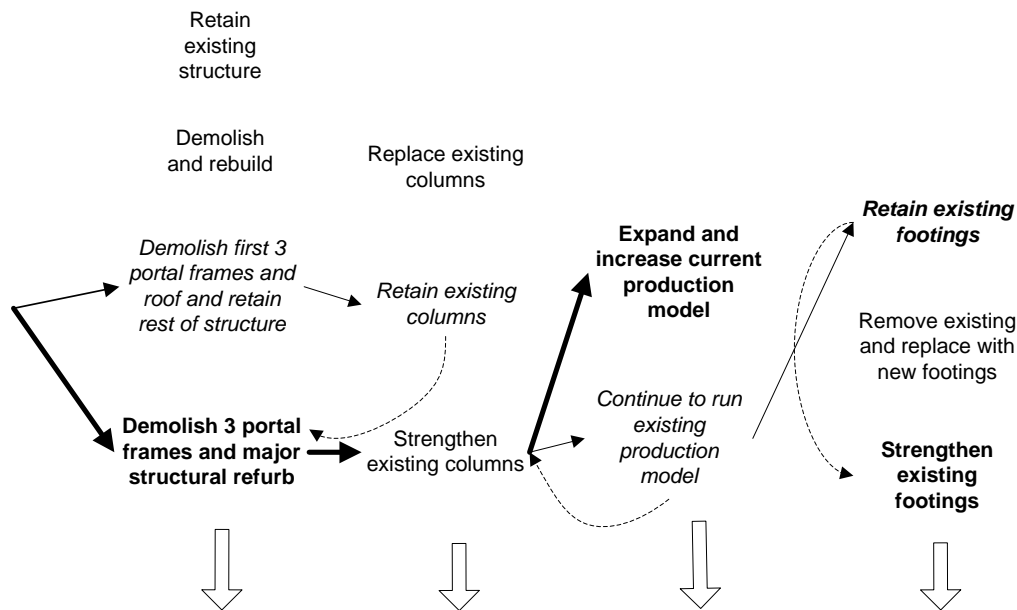 Retain
existing
structure
Demolish
and rebuild
Demolish first 3
portal frames and
roof and retain
rest of structure
Demolish 3 portal
frames and major
structural refurb
Replace existing
columns
Retain existing
columns
Strengthen
existing columns
Expand and
increase current
production
model
Continue to run
existing
production
model
Retain existing
footings
Remove existing
and replace with
new footings
Strengthen
existing
footings